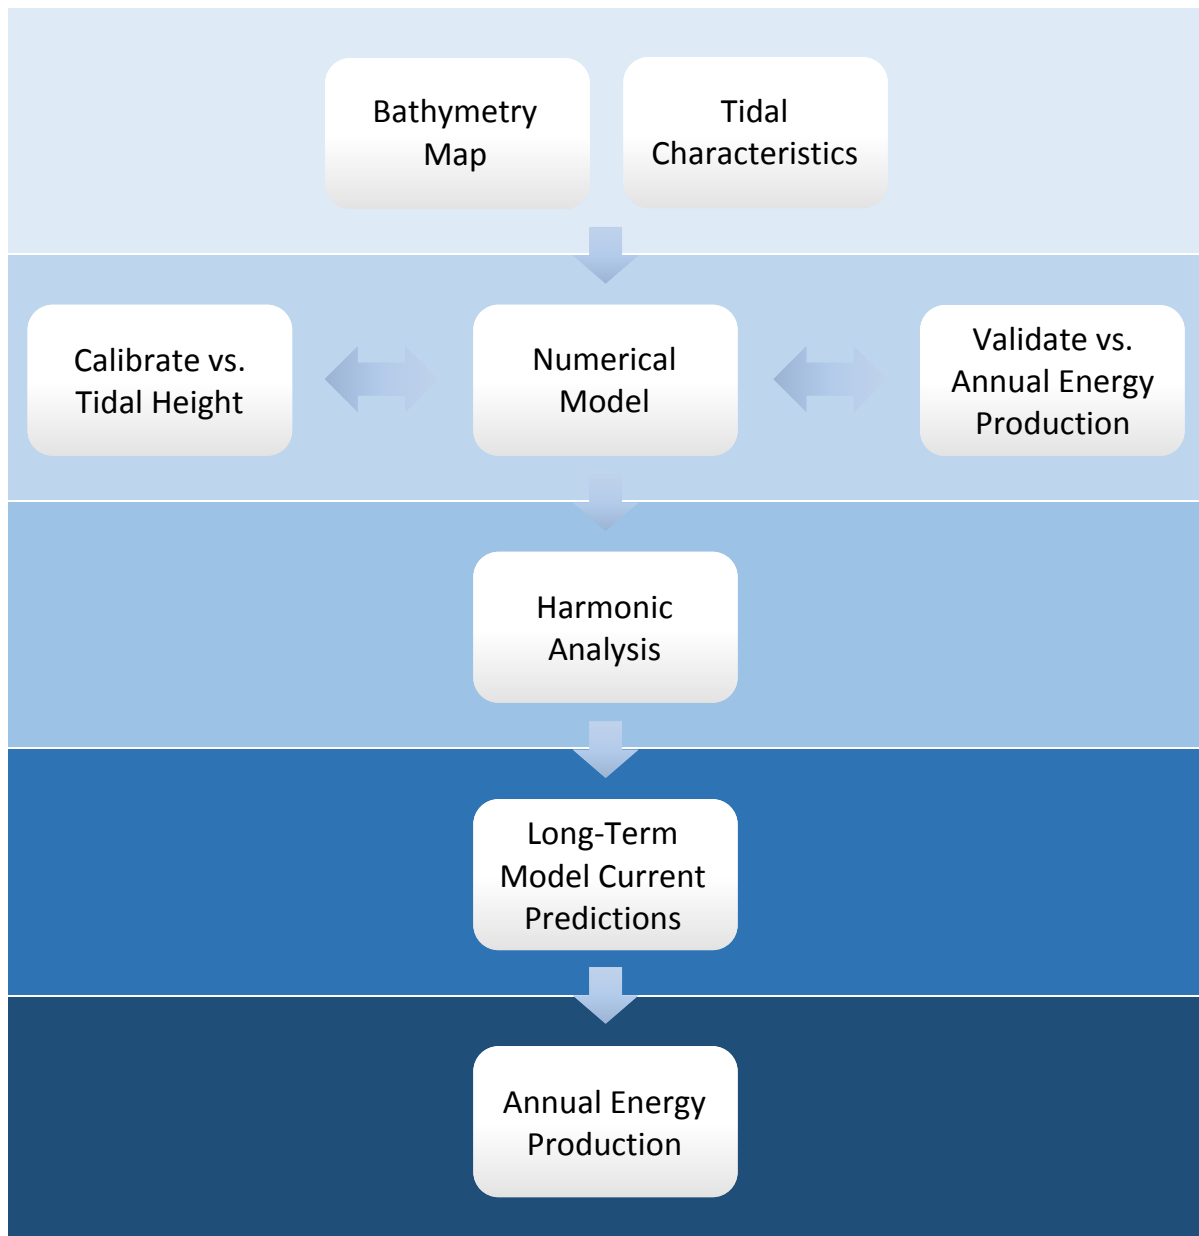 Bathymetry
Map
Tidal
Characteristics
Calibrate vs.
Tidal Height
Numerical
Model
Validate vs.
Annual Energy
Production
Harmonic
Analysis
Long-Term
Model Current
Predictions
Annual Energy
Production